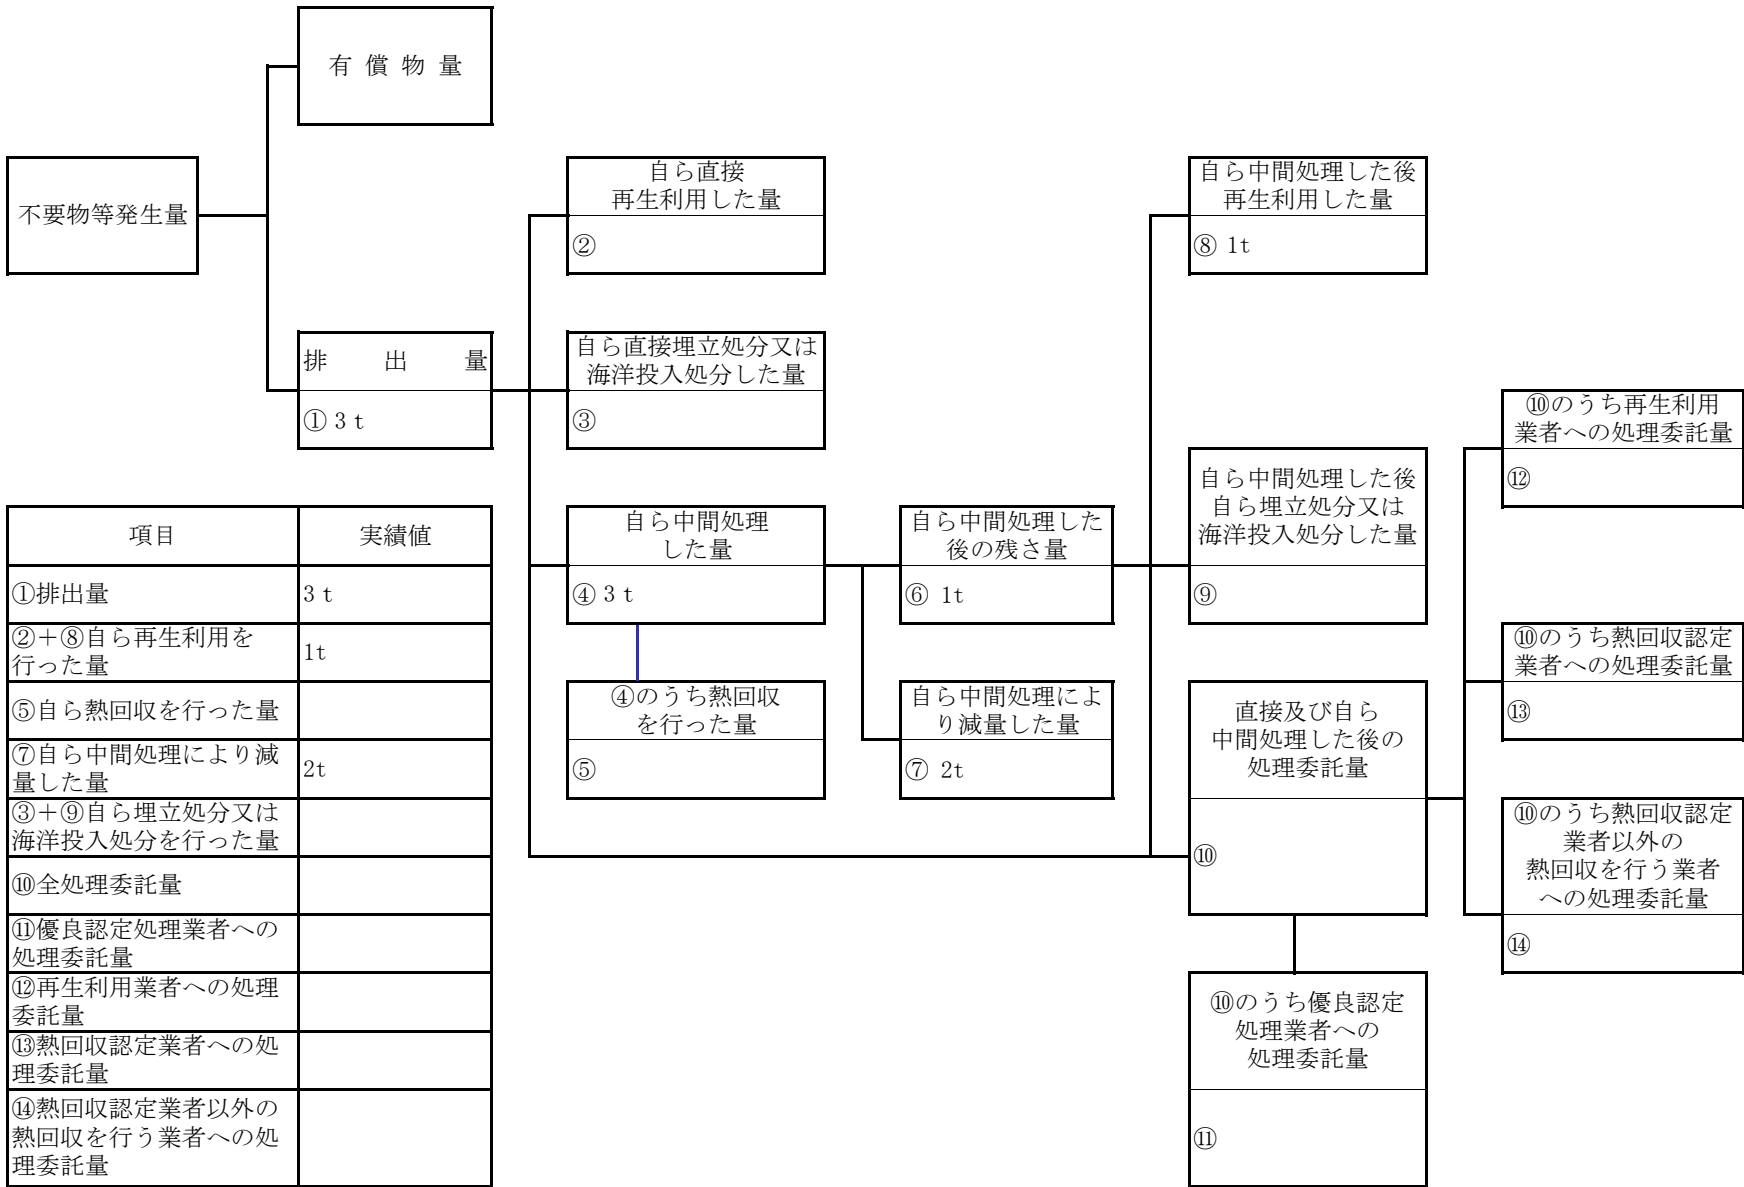 有 償 物 量
不要物等発生量
自ら直接
再生利用した量
②
自ら中間処理した後
再生利用した量
⑧ 1t
排 出 量
① 3 t
自ら直接埋立処分又は
海洋投入処分した量
③
⑩のうち再生利用
業者への処理委託量
⑫
自ら中間処理した後
自ら埋立処分又は
海洋投入処分した量
⑨
自ら中間処理
した量
④ 3 t
自ら中間処理した
後の残さ量
⑥ 1t
④のうち熱回収
を行った量
⑤
自ら中間処理によ
り減量した量
⑦ 2t
⑩のうち熱回収認定
業者への処理委託量
⑬
直接及び自ら
中間処理した後の
処理委託量
⑩
⑩のうち熱回収認定
業者以外の
熱回収を行う業者
への処理委託量
⑭
⑩のうち優良認定
処理業者への
処理委託量
⑪
項目 実績値
①排出量 3 t
②+⑧自ら再生利用を
行った量 1t
⑤自ら熱回収を行った量
⑦自ら中間処理により減
量した量 2t
③+⑨自ら埋立処分又は
海洋投入処分を行った量
⑩全処理委託量
⑪優良認定処理業者への
処理委託量
⑫再生利用業者への処理
委託量
⑬熱回収認定業者への処
理委託量
⑭熱回収認定業者以外の
熱回収を行う業者への処
理委託量